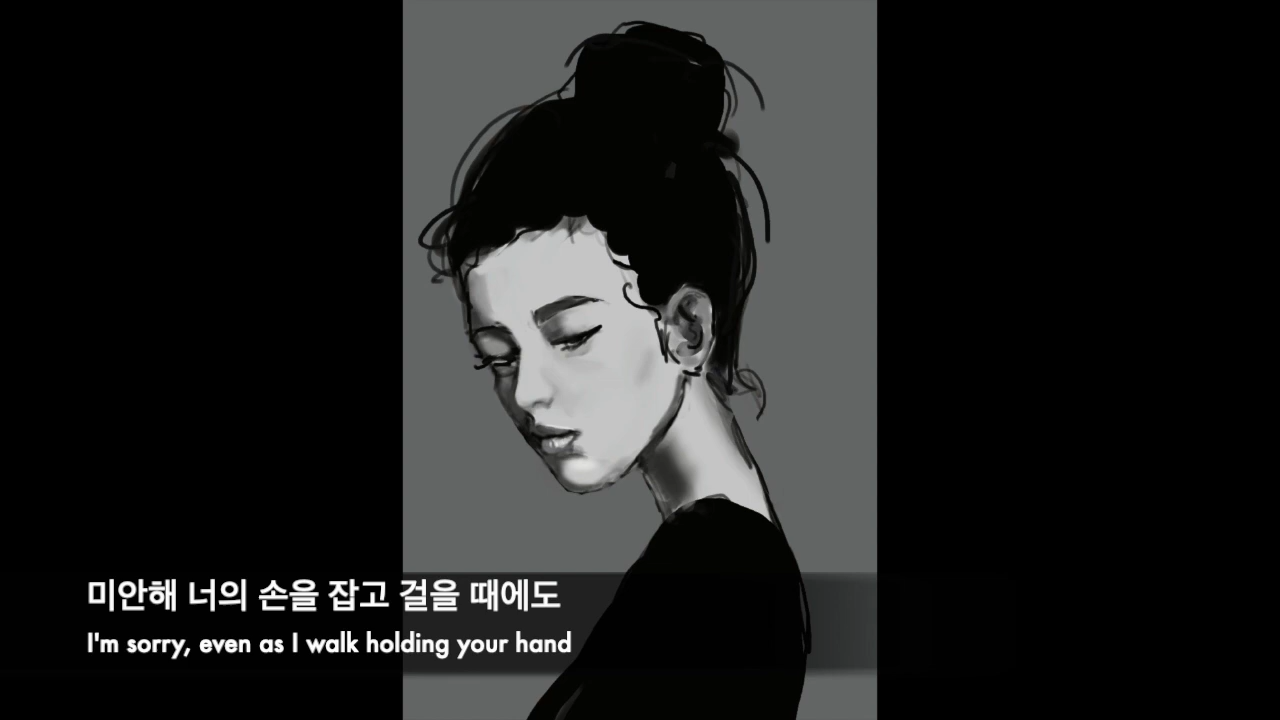 미안해 너의 손을 잡고 걸을 때에도
I'm sorry, even as I walk holding your hand